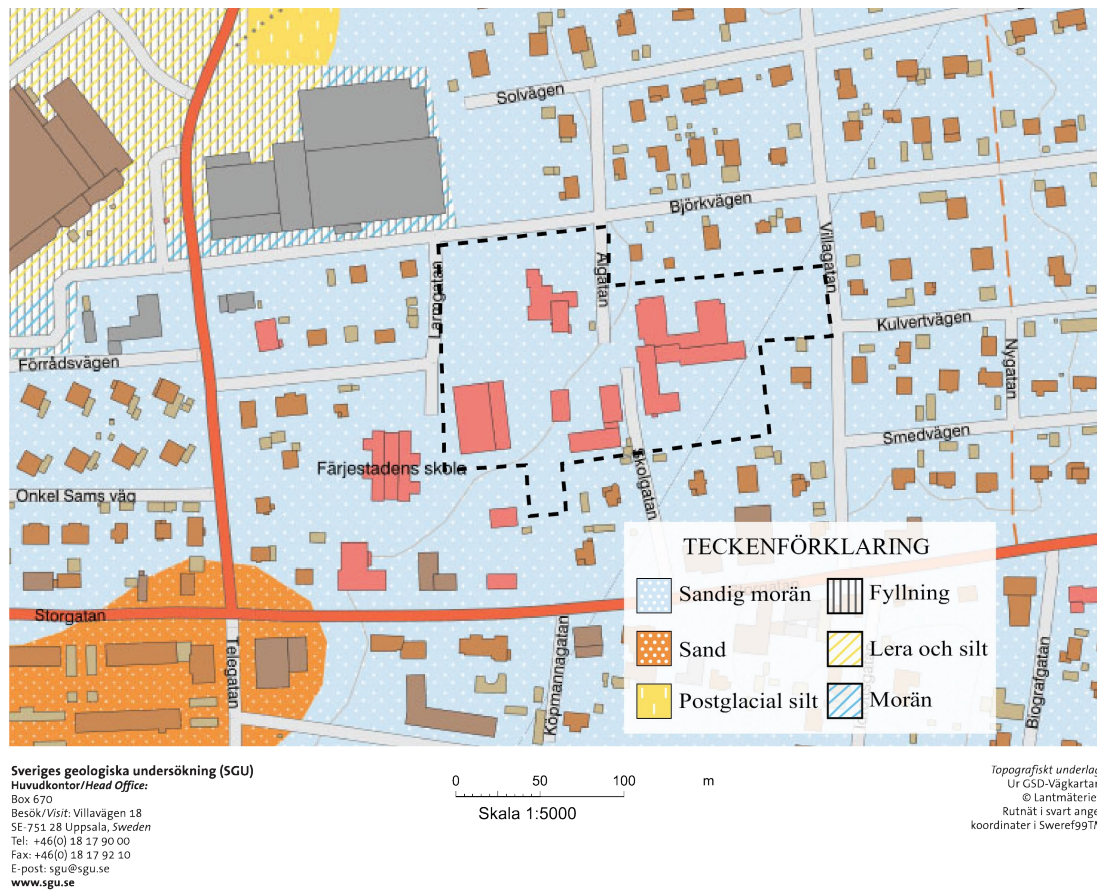 Solvägen
Björkvägen
Villagatan
Älgatan
Larmgatan
Kulvertvägen
Förrådsvägen
Nygatan
Smedvägen
Färjestadens skola
Skolgatan
Onkel Sams väg
Storgatan
Telegatan
Köpmannagatan
Biografgatan
TECKENFÖRKLARING
Sandig morän
Fyllning
Sand
Lera och silt
Postglacial silt
Morän
Sveriges geologiska undersökning (SGU)
Huvudkontor/Head Office:
Box 670
Besök/Visit: Villavägen 18
SE-751 28 Uppsala, Sweden
Tel: +46(0) 18 17 90 00
Fax: +46(0) 18 17 92 10
E-post: sgu@sgu.se
www.sgu.se
0 50 100 m
Skala 1:5000
Topografiskt underlag
Ur GSD-Vägkartan
© Lantmäterie
Rutnät i svart ange
koordinater i Sweref99TM